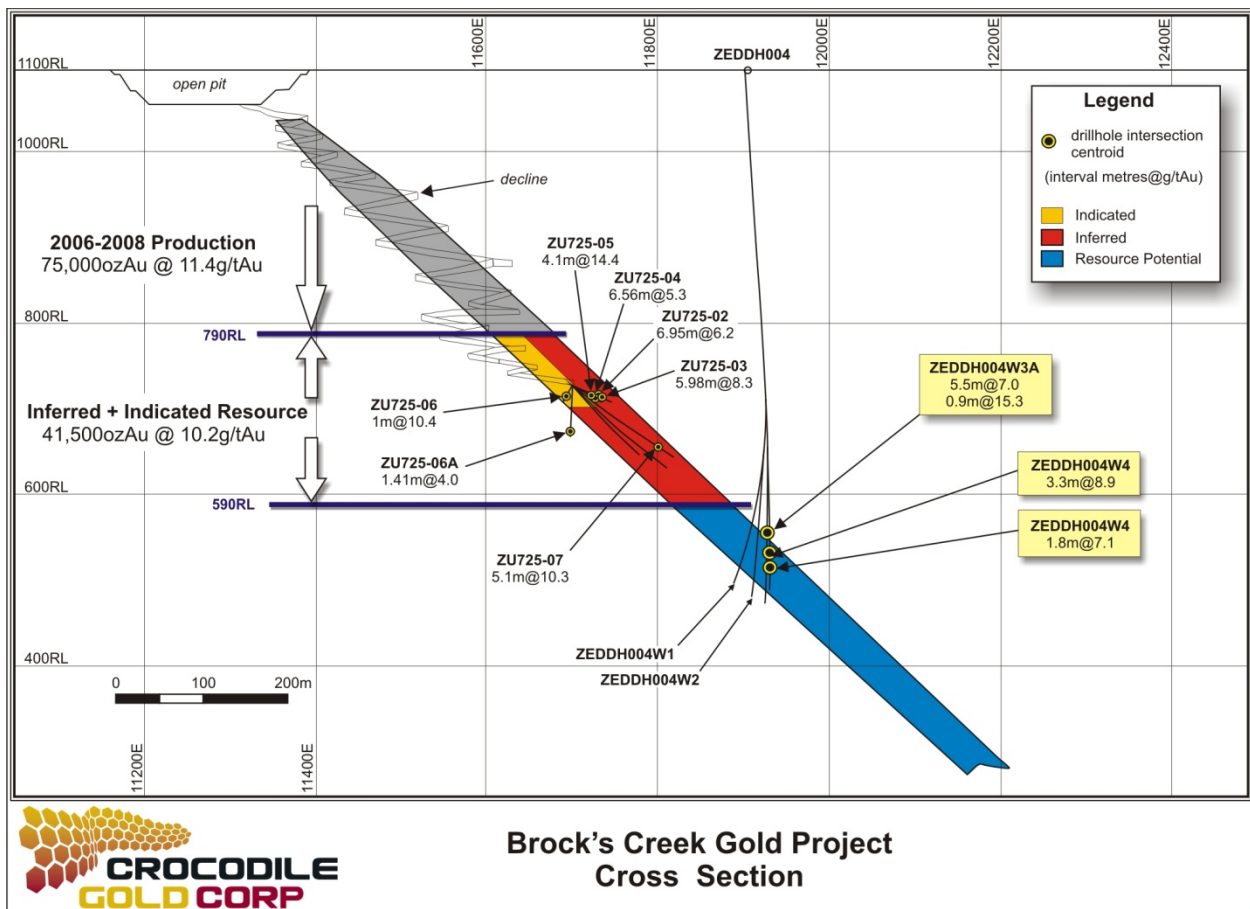 11600E
11800E
12000E
12200E
12400E
ZEDDH004
1100RL
open pit
Legend
drillhole intersection
centroid
(interval metres@g/tAu)
Indicated
Inferred
Resource Potential
1000RL
decline
2006-2008 Production
75,000ozAu @ 11.4g/tAu
ZU725-05
4.1m@14.4
ZU725-04
6.56m@5.3
ZU725-02
6.95m@6.2
ZU725-03
5.98m@8.3
800RL
790RL
ZEDDH004W3A
5.5m@7.0
0.9m@15.3
Inferred + Indicated Resource
41,500ozAu @ 10.2g/tAu
ZU725-06
1m@10.4
ZU725-06A
1.41m@4.0
ZEDDH004W4
3.3m@8.9
600RL
590RL
ZEDDH004W4
1.8m@7.1
ZU725-07
5.1m@10.3
ZEDDH004W1
ZEDDH004W2
400RL
0 100 200m
11200E
11400E
CROCODILE
GOLD CORP
Brock's Creek Gold Project
Cross Section